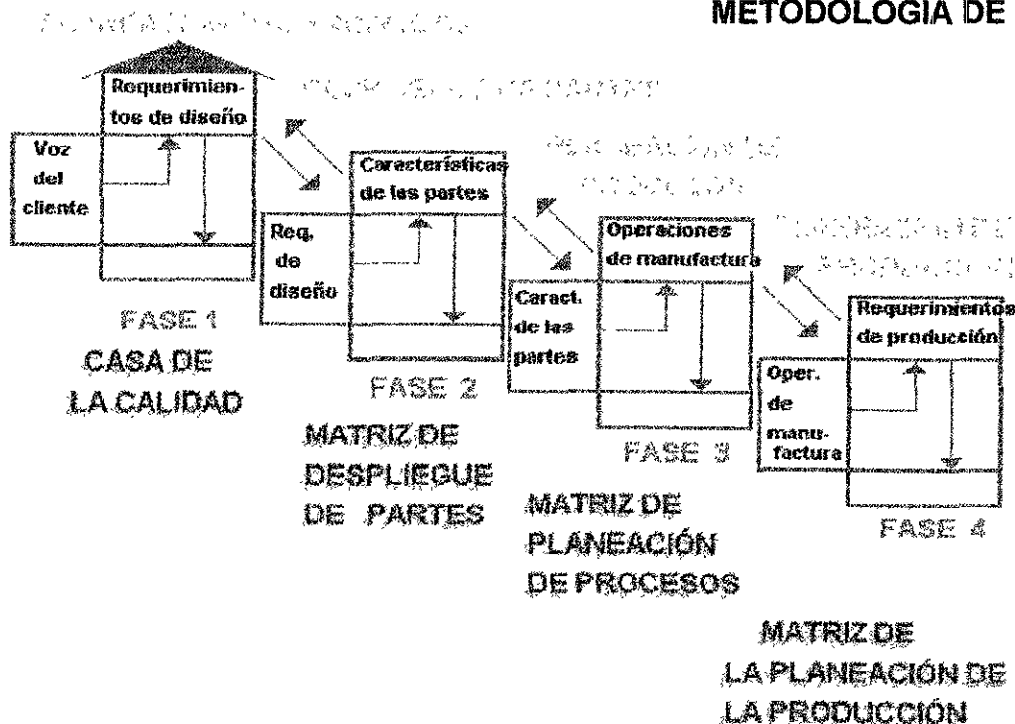 METODOLOGÍA DE
Requerimien-
tos de diseño
Voz
del
cliente
FASE 1
CASA DE
LA CALIDAD
Características
de las partes
Req.
de
diseño
FASE 2
MATRIZ DE
DESPLIEGUE
DE PARTES
Operaciones
de manufactura
Caract.
de las
partes
FASE 3
MATRIZ DE
PLANEACIÓN
DE PROCESOS
Requerimientos
de producción
Oper.
de
manu-
factura
FASE 4
MATRIZ DE
LA PLANEACIÓN DE
LA PRODUCCIÓN